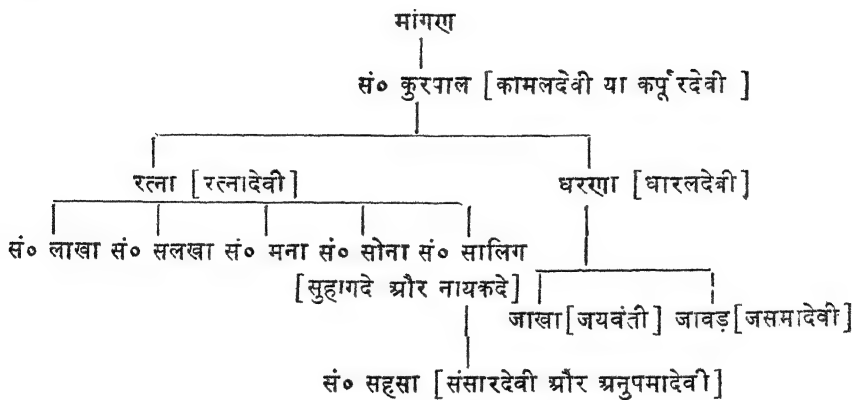 मांगण
सं० कुरपाल [कामलदेवी या कर्पूरदेवी ]
रत्ना [रत्नादेवी] धरणा [धारलदेवी]
सं० लाखा सं० सलखा सं० मना सं० सोना सं० सालिग
[सुहागदे और नायकदे]
जाखा [जयवंती] जावड़ [जसमादेवी]
सं० सहसा [संसारदेवी और अनुपमादेवी]